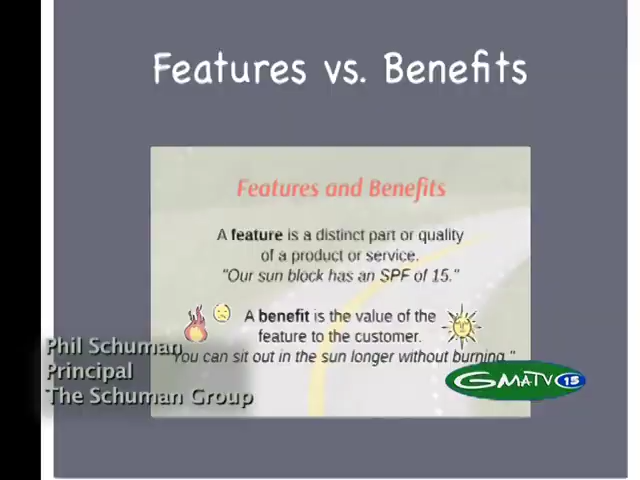 Features vs. Benefits
Features and Benefits
A feature is a distinct part or quality
of a product or service.
"Our sun block has an SPF of 15."
A benefit is the value of the
feature to the customer.
"You can sit out in the sun longer without burning."
Phil Schuman
Principal
The Schuman Group
GMATV 15